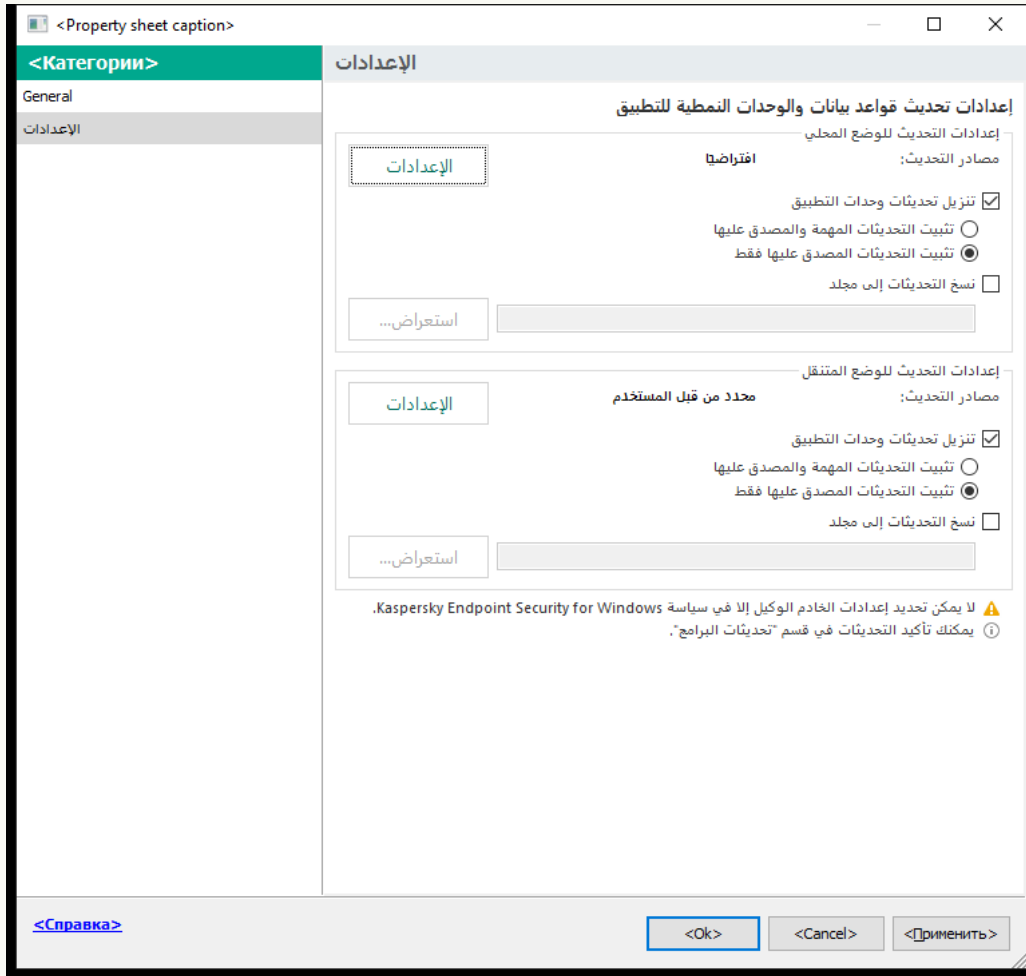 <Property sheet caption>
<Категории>
General
الإعدادات
الإعدادات
إعدادات تحديث قواعد بيانات والوحدات النمطية للتطبيق
إعدادات التحديث للوضع المحلي
مصادر التحديث: افتراضيًا الإعدادات
تنزيل تحديثات وحدات التطبيق
تثبيت التحديثات المهمة والمصدق عليها
تثبيت التحديثات المصدق عليها فقط
نسخ التحديثات إلى مجلد
استعراض...
إعدادات التحديث للوضع المتنقل
مصادر التحديث: محدد من قبل المستخدم الإعدادات
تنزيل تحديثات وحدات التطبيق
تثبيت التحديثات المهمة والمصدق عليها
تثبيت التحديثات المصدق عليها فقط
نسخ التحديثات إلى مجلد
استعراض...
لا يمكن تحديد إعدادات الخادم الوكيل إلا في سياسة Kaspersky Endpoint Security for Windows.
يمكنك تأكيد التحديثات في قسم "تحديثات البرامج".
<Справка>
<Ok> <Cancel> <Применить>